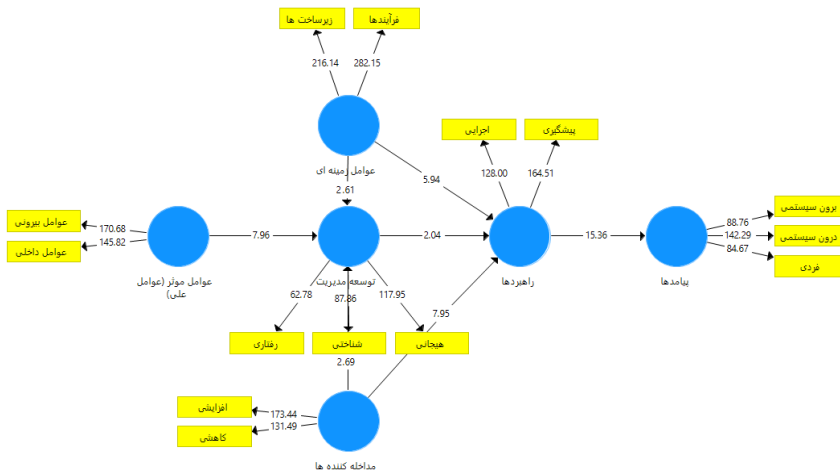 زیرساخت ها
فرآیندها
216.14
282.15
عوامل زمینه ای
اجرایی
پیشگیری
128.00
164.51
5.94
2.61
عوامل بیرونی
عوامل داخلی
170.68
145.82
عوامل موثر (عوامل
علی)
7.96
توسعه مدیریت
2.04
راهبردها
15.36
پیامدها
88.76
142.29
84.67
برون سیستمی
درون سیستمی
فردی
62.78
87.86
117.95
رفتاری
شناختی
هیجانی
7.95
2.69
افزایشی
کاهشی
173.44
131.49
مداخله کننده ها